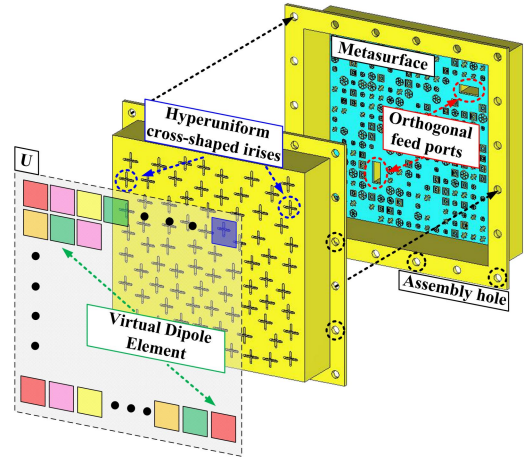 Metasurface
Hyperuniform
cross-shaped irises
Orthogonal
feed ports
U
Assembly hole
Virtual Dipole
Element